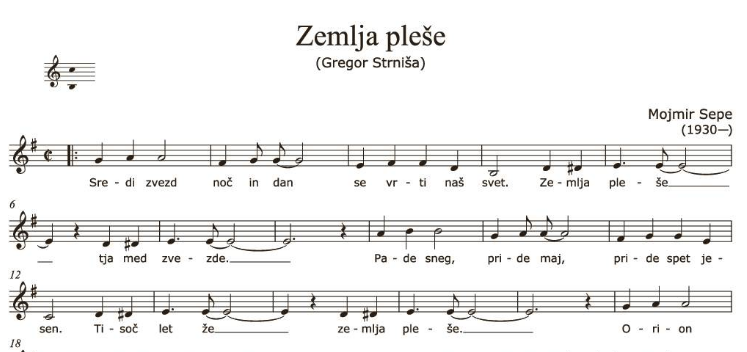 Zemlja pleše
(Gregor Strniša)
Mojmir Sepe
(1930—)
Sre - di zvezd noč in dan se vr - ti naš svet. Ze - mlja ple - še
6
tja med zve - zde. Pa - de sneg, pri - de maj, pri - de spet je -
12
sen. Ti - soč let že ze - mlja ple - še. O - ri - on
18